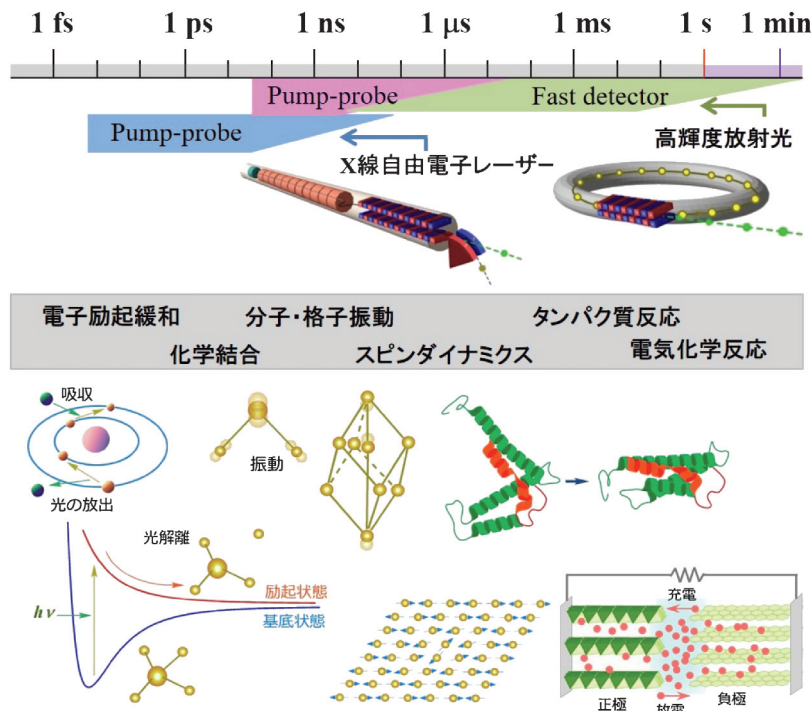 1 fs 1 ps 1 ns 1 μs 1 ms 1 s 1 min
Pump-probe Fast detector
Pump-probe
高輝度放射光
X線自由電子レーザー
電子励起緩和 分子・格子振動 タンパク質反応
化学結合 スピンダイナミクス 電気化学反応
吸収
振動
光の放出
光解離
励起状態
hν
基底状態
充電
正極 放電 負極